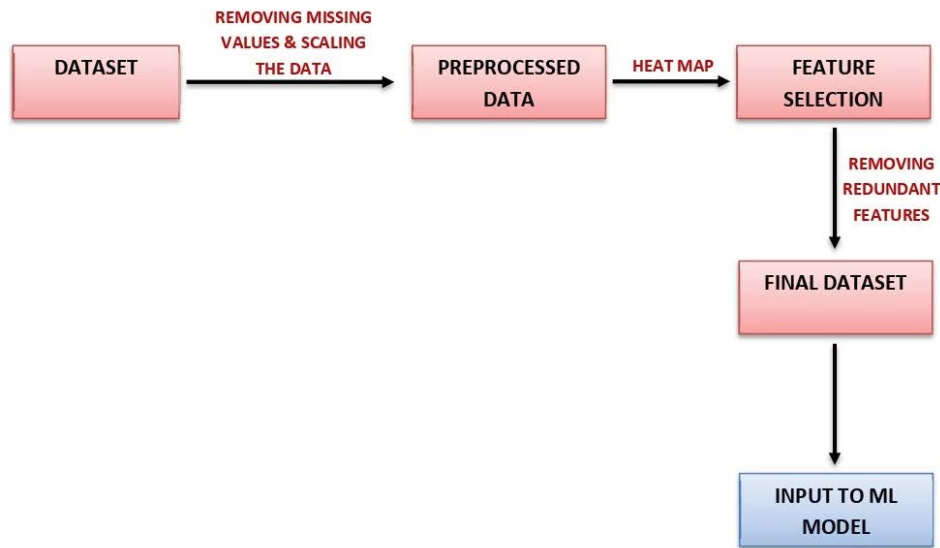 DATASET
REMOVING MISSING
VALUES & SCALING
THE DATA
PREPROCESSED
DATA
HEAT MAP
FEATURE
SELECTION
REMOVING
REDUNDANT
FEATURES
FINAL DATASET
INPUT TO ML
MODEL